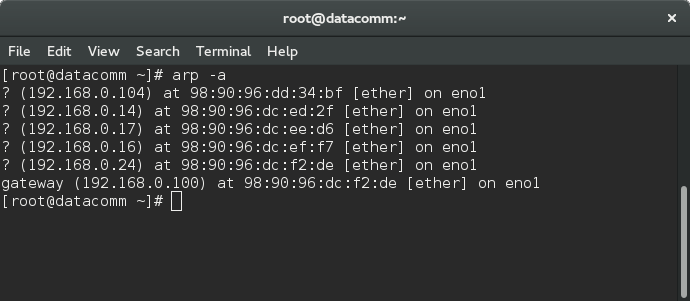 root@datacomm:~
File Edit View Search Terminal Help
[root@datacomm ~]# arp -a
? (192.168.0.104) at 98:90:96:dd:34:bf [ether] on eno1
? (192.168.0.14) at 98:90:96:dc:ed:2f [ether] on eno1
? (192.168.0.17) at 98:90:96:dc:ee:d6 [ether] on eno1
? (192.168.0.16) at 98:90:96:dc:ef:f7 [ether] on eno1
? (192.168.0.24) at 98:90:96:dc:f2:de [ether] on eno1
gateway (192.168.0.100) at 98:90:96:dc:f2:de [ether] on eno1
[root@datacomm ~]#